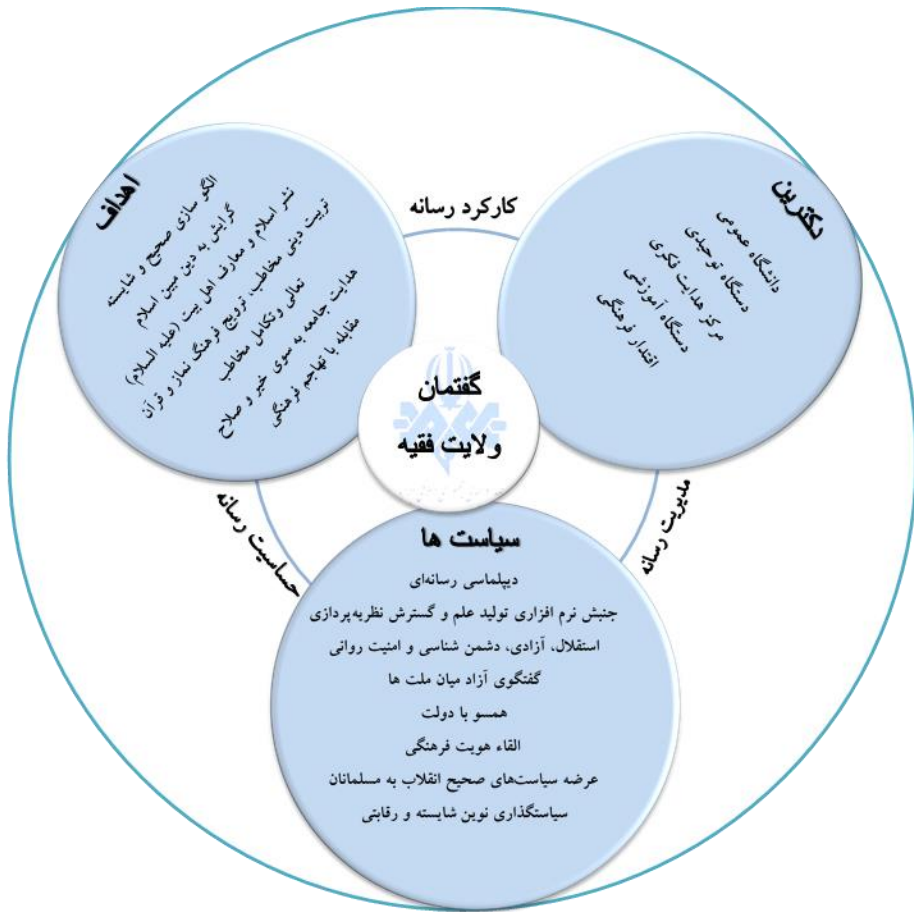 کارکرد رسانه
دکترین
دانشگاه عمومی
دستگاه توحیدی
مرکز هدایت فکری
دستگاه آموزشی
اقتدار فرهنگی
اهداف
الگو سازی صحیح و شایسته
گرایش به دین مبین اسلام
نشر اسلام و معارف اهل بیت (علیه السلام)
تربیت دینی مخاطب، ترویج فرهنگ نماز و قرآن
تعالی وتکامل مخاطب
هدایت جامعه به سوی خیر و صلاح
مقابله با تهاجم فرهنگی
گفتمان
ولایت فقیه
مدیریت رسانه
حساسیت رسانه
سیاست ها
دیپلماسی رسانه‌ای
جنبش نرم افزاری تولید علم و گسترش نظریه‌پردازی
استقلال، آزادی، دشمن شناسی و امنیت روانی
گفتگوی آزاد میان ملت ها
همسو با دولت
القاء هویت فرهنگی
عرضه سیاست‌های صحیح انقلاب به مسلمانان
سیاستگذاری نوین شایسته و رقابتی